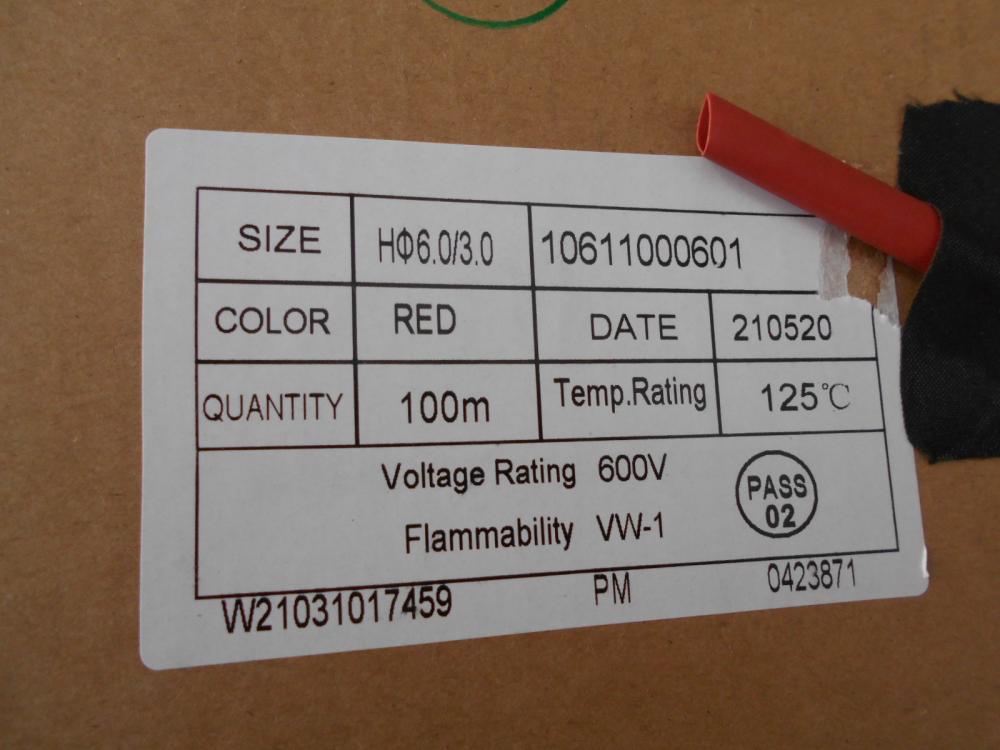 SIZE HΦ6.0/3.0 10611000601
COLOR RED DATE 210520
QUANTITY 100m Temp.Rating 125℃
Voltage Rating 600V
Flammability VW-1
PASS
02
W21031017459 PM 0423871